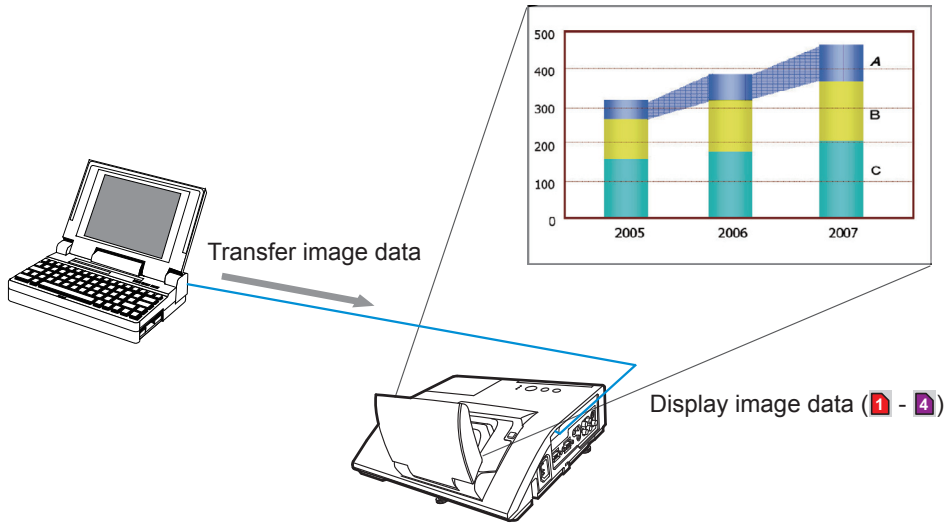 500
400
300
200
100
0
A
B
C
2005 2006 2007
Transfer image data
Display image data (1 - 4)